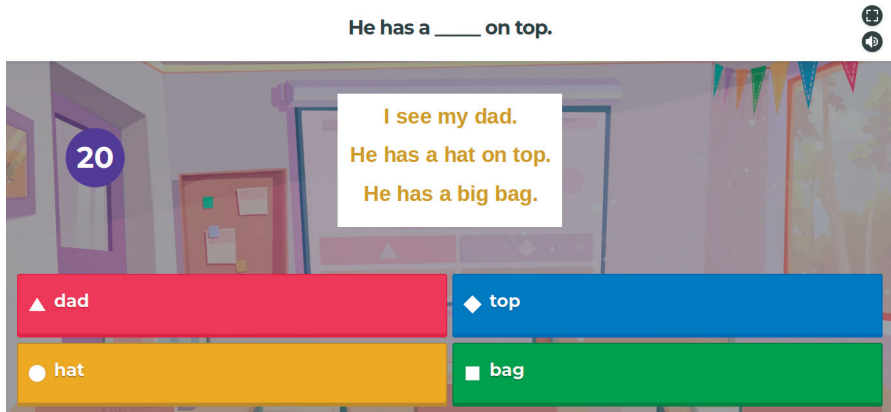 He has a _____ on top.
20
I see my dad.
He has a hat on top.
He has a big bag.
dad
top
hat
bag